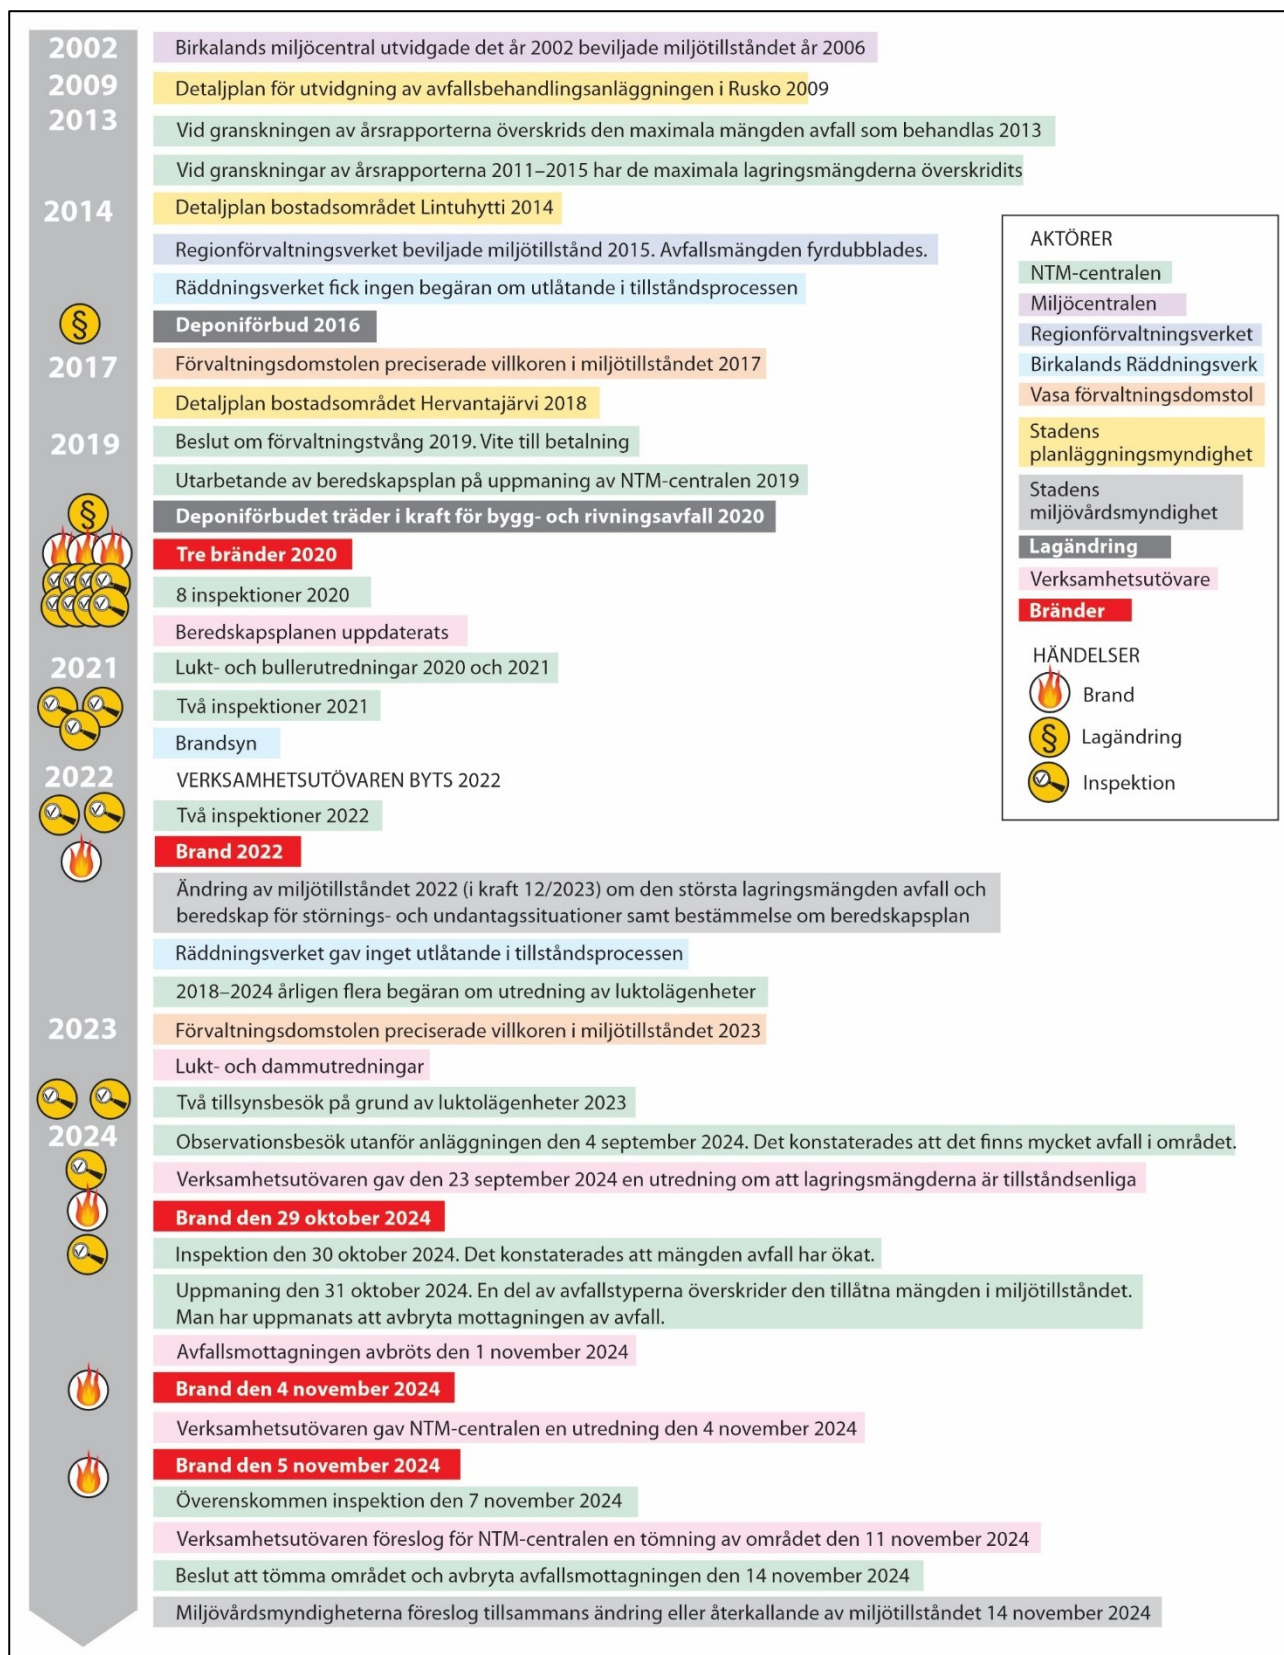 2002
Birkalands miljöcentral utvidgade det år 2002 beviljade miljötillståndet år 2006
2009
Detaljplan för utvidgning av avfallsbehandlingsanläggningen i Rusko 2009
2013
Vid granskningen av årsrapporterna överskrids den maximala mängden avfall som behandlas 2013
Vid granskningar av årsrapporterna 2011–2015 har de maximala lagringsmängderna överskridits
2014
Detaljplan bostadsområdet Lintuhytti 2014
Regionförvaltningsverket beviljade miljötillstånd 2015. Avfallsmängden fyrdubblades.
Räddningsverket fick ingen begäran om utlåtande i tillståndsprocessen
§
Deponiförbud 2016
2017
Förvaltningsdomstolen preciserade villkoren i miljötillståndet 2017
Detaljplan bostadsområdet Hervantajärvi 2018
2019
Beslut om förvaltningstvång 2019. Vite till betalning
Utarbetande av beredskapsplan på uppmaning av NTM-centralen 2019
§
Deponiförbudet träder i kraft för bygg- och rivningsavfall 2020
Tre bränder 2020
8 inspektioner 2020
Beredskapsplanen uppdaterats
2021
Lukt- och bullerutredningar 2020 och 2021
Två inspektioner 2021
Brandsyn
2022
VERKSAMHETSUTÖVAREN BYTS 2022
Två inspektioner 2022
Brand 2022
Ändring av miljötillståndet 2022 (i kraft 12/2023) om den största lagringsmängden avfall och
beredskap för störnings- och undantagssituationer samt bestämmelse om beredskapsplan
Räddningsverket gav inget utlåtande i tillståndsprocessen
2018–2024 årligen flera begäran om utredning av luktolägenheter
2023
Förvaltningsdomstolen preciserade villkoren i miljötillståndet 2023
Lukt- och dammutredningar
Två tillsynsbesök på grund av luktolägenheter 2023
2024
Observationsbesök utanför anläggningen den 4 september 2024. Det konstaterades att det finns mycket avfall i området.
Verksamhetsutövaren gav den 23 september 2024 en utredning om att lagringsmängderna är tillståndsenliga
Brand den 29 oktober 2024
Inspektion den 30 oktober 2024. Det konstaterades att mängden avfall har ökat.
Uppmaning den 31 oktober 2024. En del av avfallstyperna överskrider den tillåtna mängden i miljötillståndet.
Man har uppmanats att avbryta mottagningen av avfall.
Avfallsmottagningen avbröts den 1 november 2024
Brand den 4 november 2024
Verksamhetsutövaren gav NTM-centralen en utredning den 4 november 2024
Brand den 5 november 2024
Överenskommen inspektion den 7 november 2024
Verksamhetsutövaren föreslog för NTM-centralen en tömning av området den 11 november 2024
Beslut att tömma området och avbryta avfallsmottagningen den 14 november 2024
Miljövårdsmyndigheterna föreslog tillsammans ändring eller återkallande av miljötillståndet 14 november 2024
AKTÖRER
NTM-centralen
Miljöcentralen
Regionförvaltningsverket
Birkalands Räddningsverk
Vasa förvaltningsdomstol
Stadens
planläggningsmyndighet
Stadens
miljövårdsmyndighet
Lagändring
Verksamhetsutövare
Bränder
HÄNDELSER
Brand
§ Lagändring
Inspektion